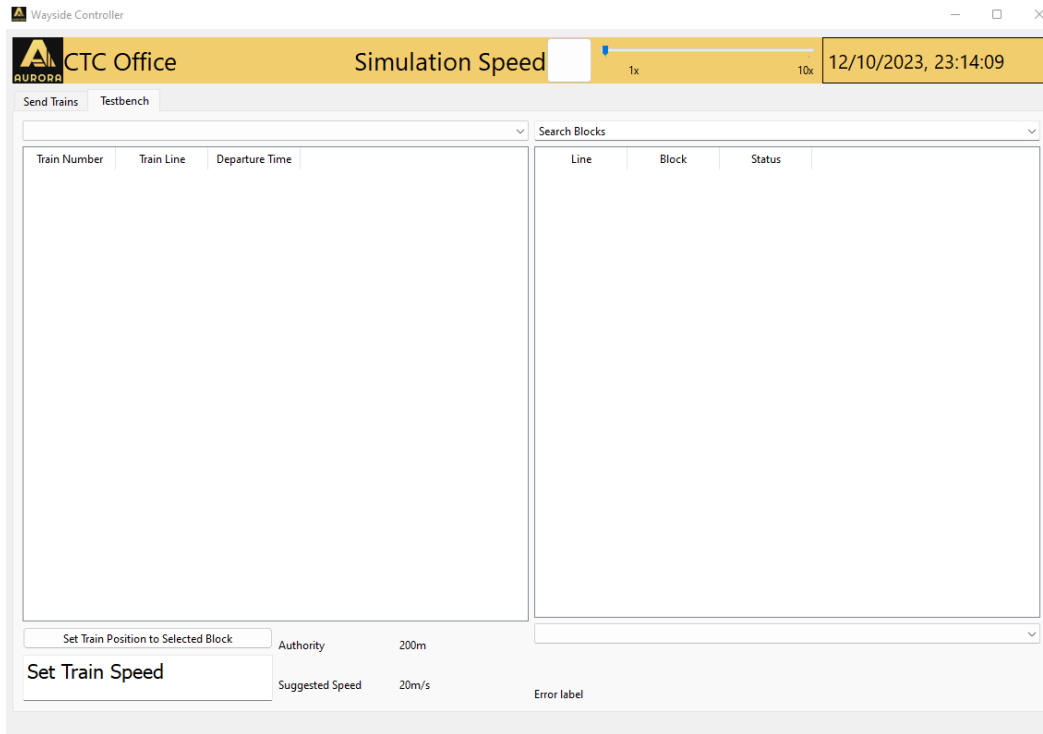 Wayside Controller
AURORA
CTC Office
Simulation Speed
1x
10x
12/10/2023, 23:14:09
Send Trains
Testbench
Search Blocks
Train Number Train Line Departure Time
Line Block Status
Set Train Position to Selected Block
Authority 200m
Set Train Speed
Suggested Speed 20m/s
Error label